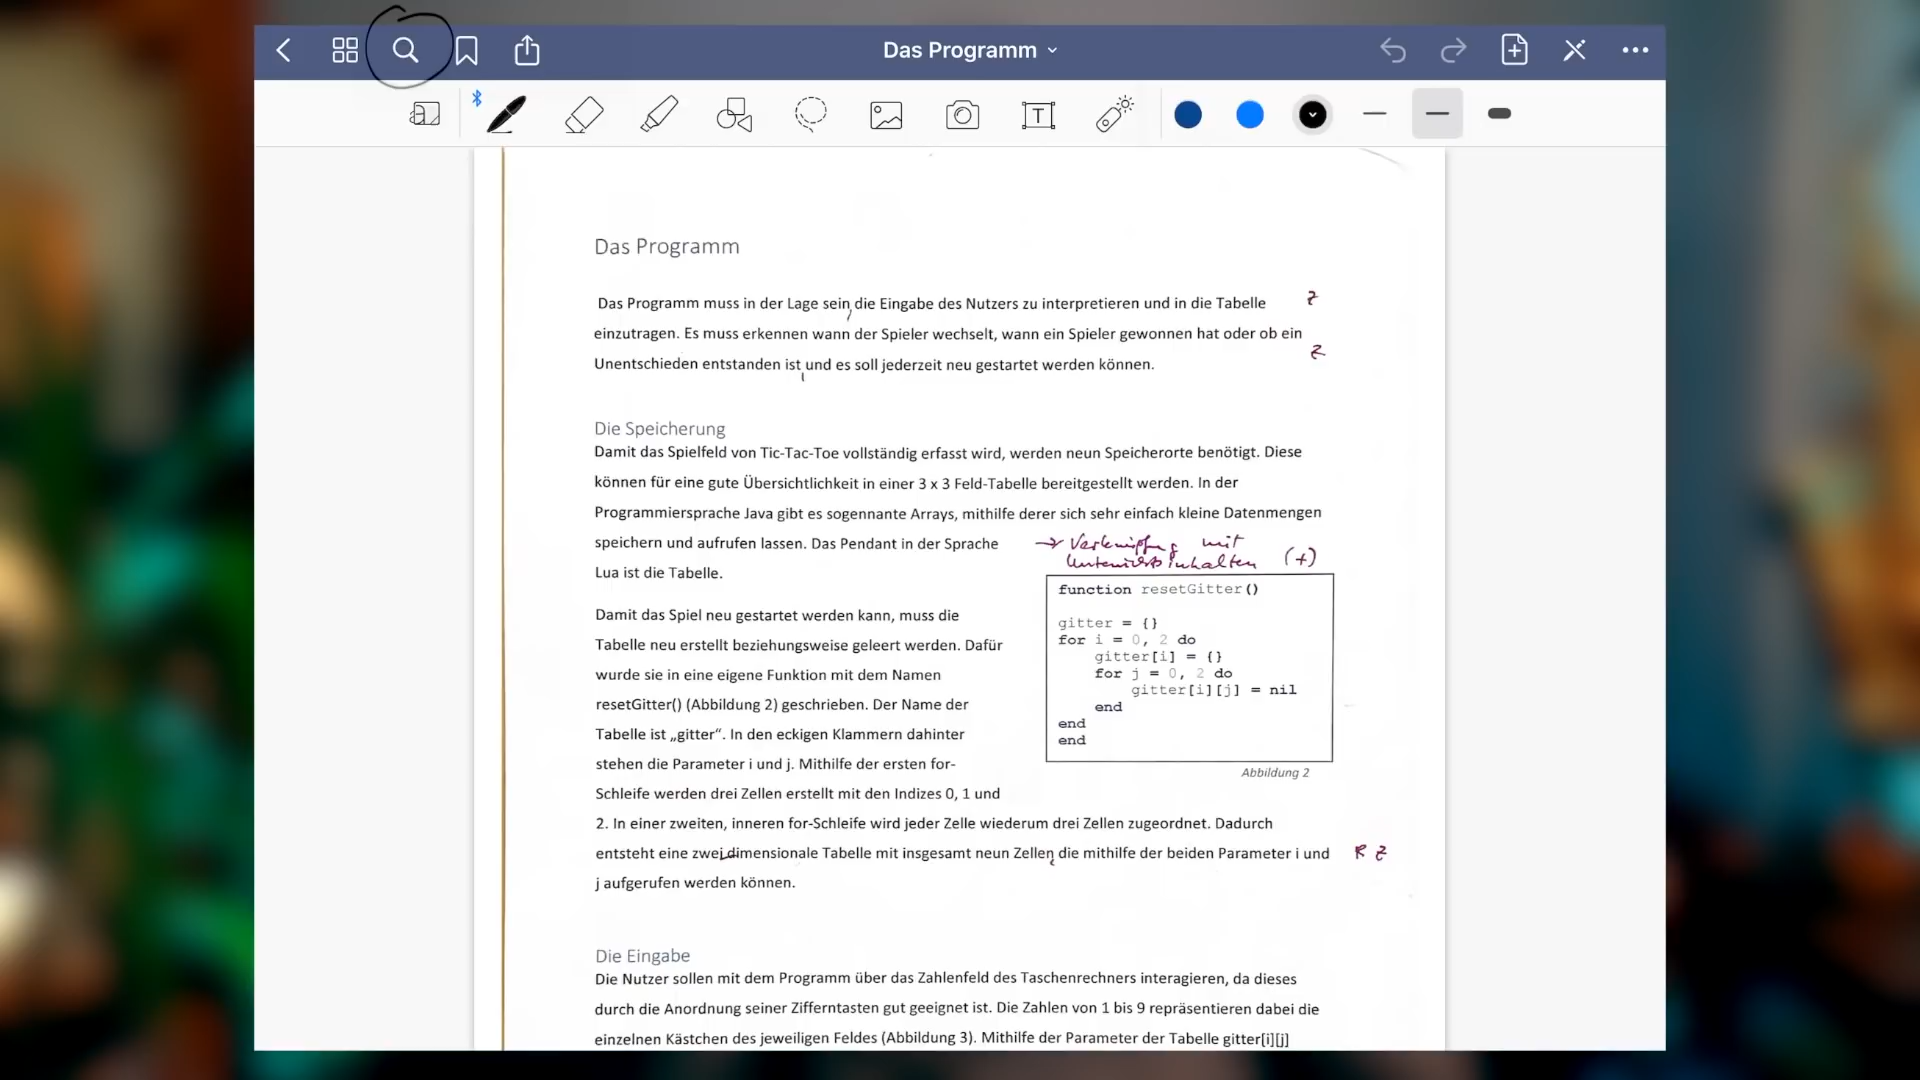 Das Programm
T
Das Programm
Das Programm muss in der Lage sein, die Eingabe des Nutzers zu interpretieren und in die Tabelle Z
einzutragen. Es muss erkennen wann der Spieler wechselt, wann ein Spieler gewonnen hat oder ob ein
Z
Unentschieden entstanden ist, und es soll jederzeit neu gestartet werden können.
Die Speicherung
Damit das Spielfeld von Tic-Tac-Toe vollständig erfasst wird, werden neun Speicherorte benötigt. Diese
können für eine gute Übersichtlichkeit in einer 3 x 3 Feld-Tabelle bereitgestellt werden. In der
Programmiersprache Java gibt es sogennante Arrays, mithilfe derer sich sehr einfach kleine Datenmengen
speichern und aufrufen lassen. Das Pendant in der Sprache
Lua ist die Tabelle.
→ Verknüpfung mit
Unterrichtsinhalten (+)
Damit das Spiel neu gestartet werden kann, muss die
Tabelle neu erstellt beziehungsweise geleert werden. Dafür
wurde sie in eine eigene Funktion mit dem Namen
resetGitter() (Abbildung 2) geschrieben. Der Name der
Tabelle ist „gitter“. In den eckigen Klammern dahinter
stehen die Parameter i und j. Mithilfe der ersten for-
Schleife werden drei Zellen erstellt mit den Indizes 0, 1 und
function resetGitter()
gitter = {}
for i = 0, 2 do
gitter[i] = {}
for j = 0, 2 do
gitter[i][j] = nil
end
end
end
Abbildung 2
2. In einer zweiten, inneren for-Schleife wird jeder Zelle wiederum drei Zellen zugeordnet. Dadurch
entsteht eine zweidimensionale Tabelle mit insgesamt neun Zellen, die mithilfe der beiden Parameter i und R Z
j aufgerufen werden können.
Die Eingabe
Die Nutzer sollen mit dem Programm über das Zahlenfeld des Taschenrechners interagieren, da dieses
durch die Anordnung seiner Zifferntasten gut geeignet ist. Die Zahlen von 1 bis 9 repräsentieren dabei die
einzelnen Kästchen des jeweiligen Feldes (Abbildung 3). Mithilfe der Parameter der Tabelle gitter[i][j]